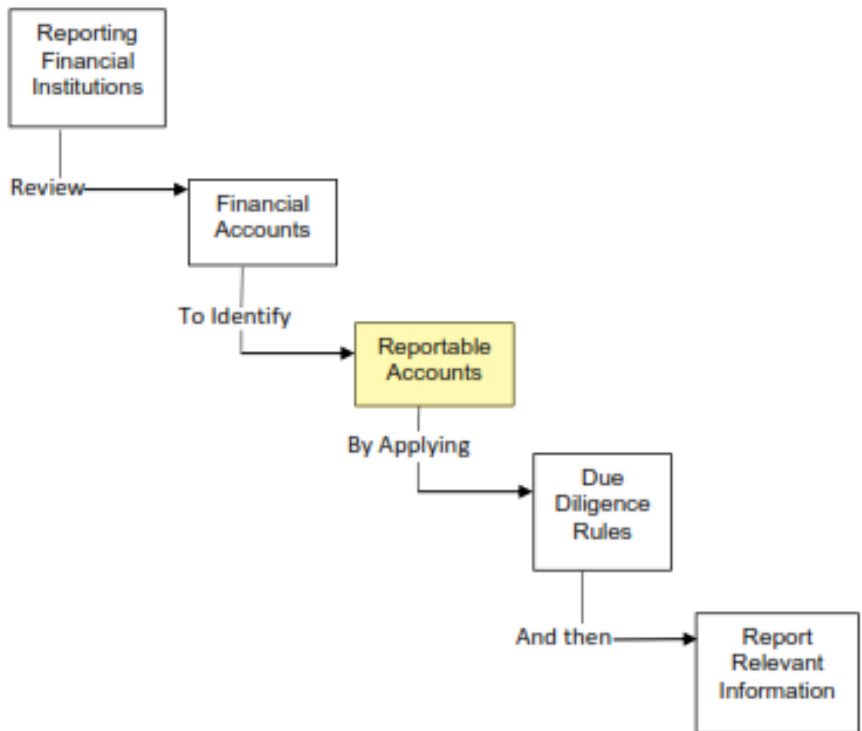 Reporting
Financial
Institutions
Review
Financial
Accounts
To Identify
Reportable
Accounts
By Applying
Due
Diligence
Rules
And then
Report
Relevant
Information